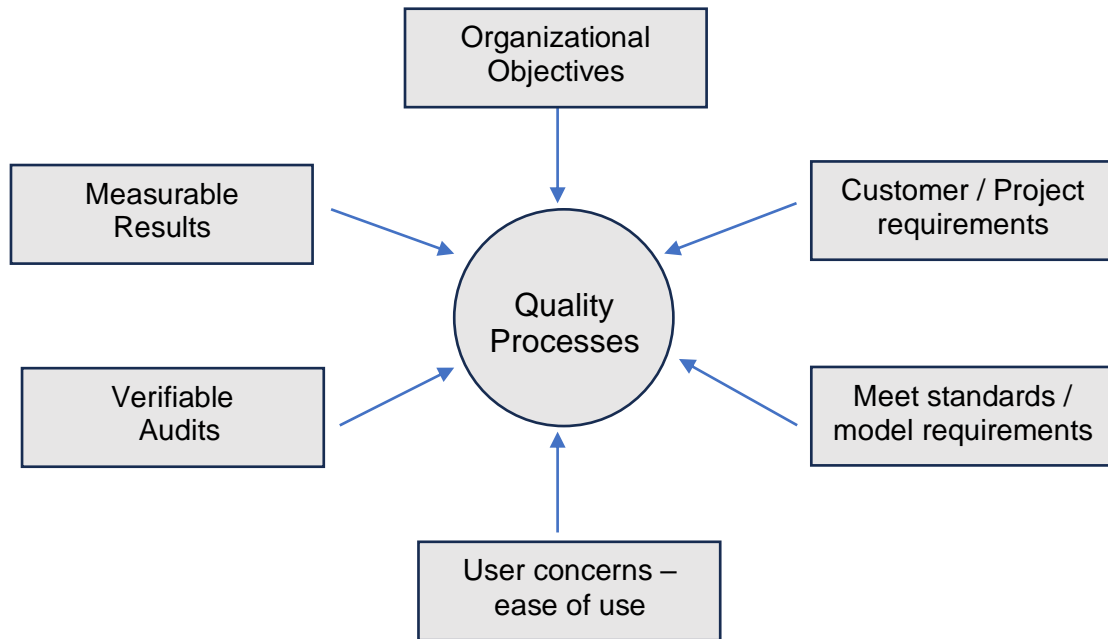 Organizational
Objectives
Measurable
Results
Customer / Project
requirements
Quality
Processes
Verifiable
Audits
Meet standards /
model requirements
User concerns –
ease of use